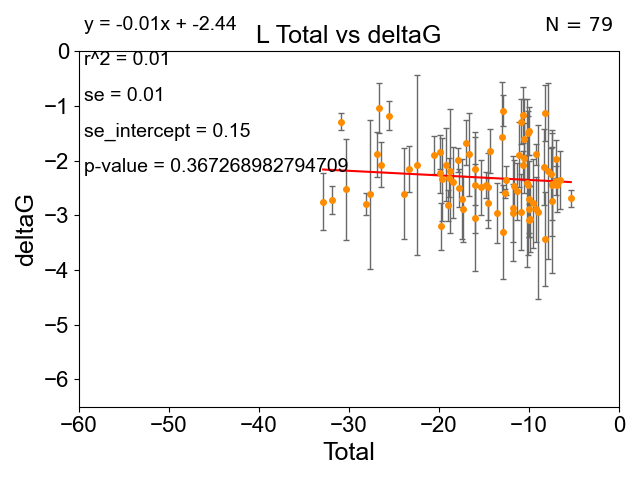 y = -0.01x + -2.44
N = 79
L Total vs deltaG
r^2 = 0.01
se = 0.01
se_intercept = 0.15
p-value = 0.367268982794709
deltaG
0
−1
−2
−3
−4
−5
−6
−60
−50
−40
−30
−20
−10
0
Total